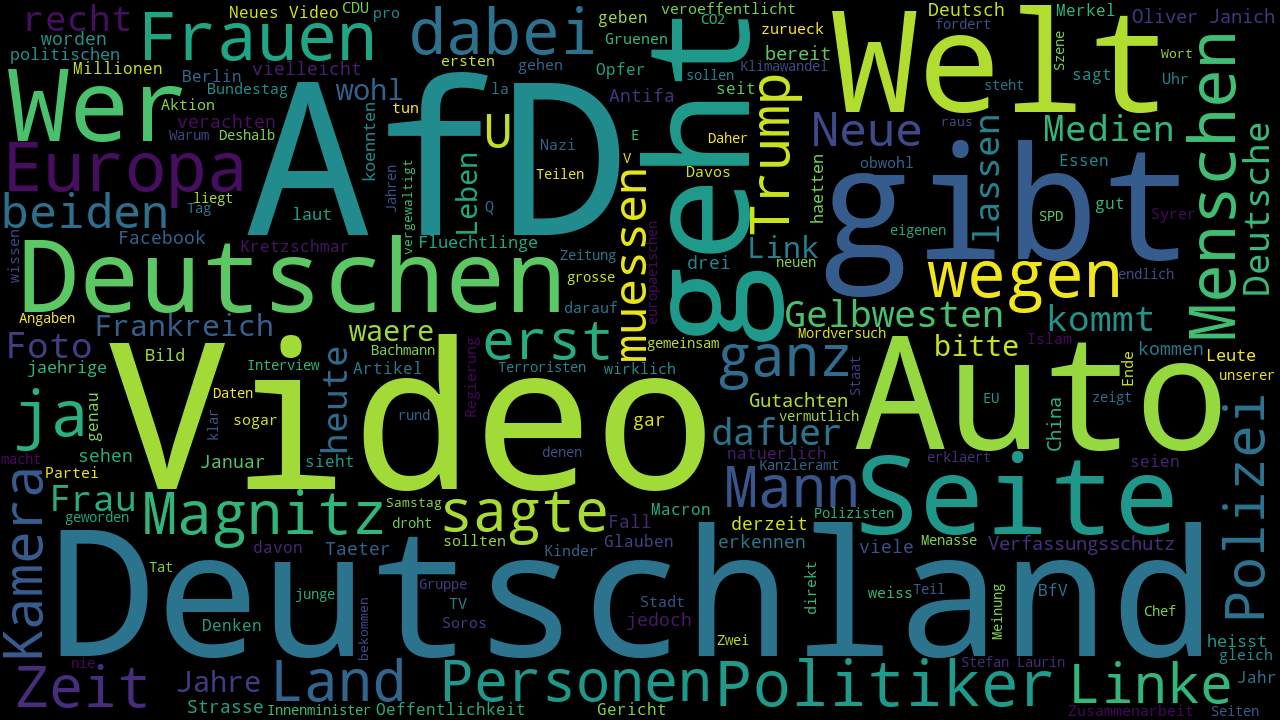 recht
Frauen
Neues Video
CDU
pro
dabei
geben
veroeffentlicht
CO2
zurueck
Welt
Deutsch
fordert
Merkel
Oliver Janich
worden
politischen
Millionen
Berlin
vielleicht
ersten
gehen
Gruenen
Opfer
sollen
bereit
Klimawandel
Szene
sagt
Wort
Uhr
Wer
Bundestag
wohl
AfD
Antifa
seit
geht
steht
Aktion
verachten
Warum
Deshalb
tun
la
U
E
Daher
Trump
Neue
raus
Medien
Menschen
Deutsche
Europa
koennten
Nazi
V
Teilen
Davos
haetten
obwohl
gibt
lassen
Essen
beiden
liegt
Tag
laut
Jahren
vergewaltig
Leben
Q
muessen
SPD
gut
Syrer
wissen
Facebook
Kretzschmar
Fluechtlinge
Zeitung
europaeischen
drei
Link
eigenen
Deutschen
grosse
neuen
wegen
endlich
darauf
Angaben
Frankreich
waere
erst
gemeinsam
Gelbwesten
kommt
Mordversuch
Islam
Foto
Bild
Bachmann
ganz
bitte
kommen
Leute
jaehrige
Interview
heute
Artikel
Regierung
Terroristen
wirklich
Staat
Auto
Ende
unserer
Video
Daten
Gutachten
EU
zeigt
ja
genau
klar
sogar
rund
gar
vermutlich
China
Polizei
dafuer
sehen
denen
natuerlich
macht
Januar
sieht
Kanzleramt
erklaert
seien
Partei
Kamera
Frau
Magnitz
Samstag
sagte
Macron
Mann
Seite
geworden
droht
Fall
derzeit
Polizisten
sollten
Glauben
erkennen
viele
Menasse
Verfassungsschutz
davon
Taeter
Kinder
Deutschland
Tat
Gruppe
direkt
weiss
Teil
BfV
junge
TV
Stadt
Meinung
Chef
Denken
bekommen
Soros
jedoch
Zwei
heisst
nie
Stefan Laurin
gleich
Zeit
Jahre
Land
Personen
Politiker
Linke
Jahr
Strasse
Innenminister
Oeffentlichkeit
Gericht
Zusammenarbeit
Seiten